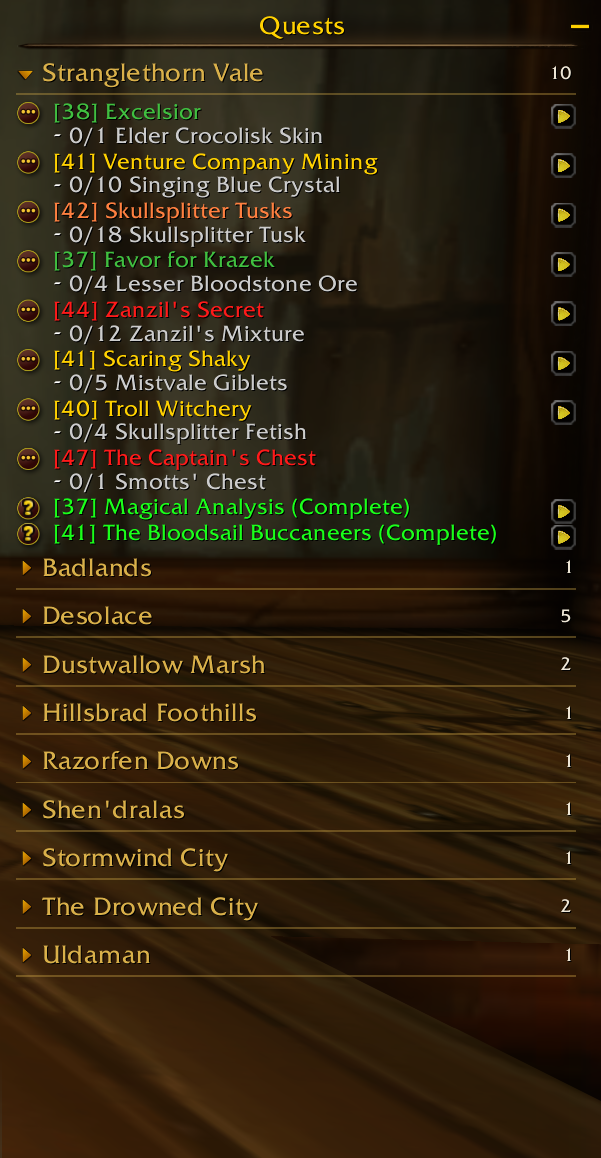 Quests
Stranglethorn Vale 10
[38] Excelsior
- 0/1 Elder Crocolisk Skin
[41] Venture Company Mining
- 0/10 Singing Blue Crystal
[42] Skullsplitter Tusks
- 0/18 Skullsplitter Tusk
[37] Favor for Krazek
- 0/4 Lesser Bloodstone Ore
[44] Zanzil's Secret
- 0/12 Zanzil's Mixture
[41] Scaring Shaky
- 0/5 Mistvale Giblets
[40] Troll Witchery
- 0/4 Skullsplitter Fetish
[47] The Captain's Chest
- 0/1 Smotts' Chest
? [37] Magical Analysis (Complete)
? [41] The Bloodsail Buccaneers (Complete)
Badlands 1
Desolace 5
Dustwallow Marsh 2
Hillsbrad Foothills 1
Razorfen Downs 1
Shen'dralas 1
Stormwind City 1
The Drowned City 2
Uldaman 1